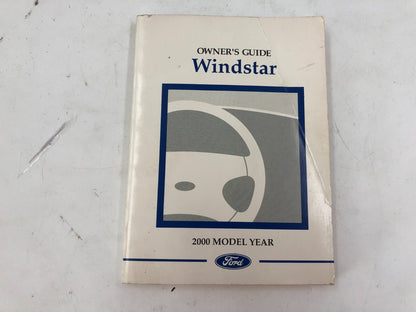 OWNER'S GUIDE
Windstar
2000 MODEL YEAR
Ford